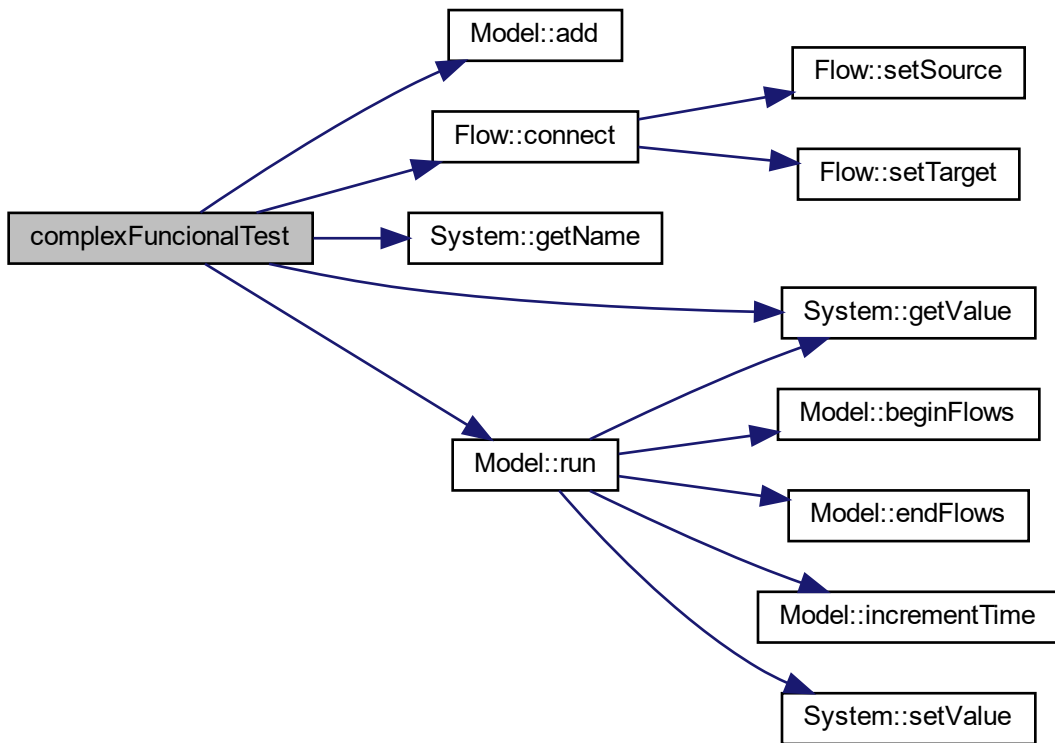 Model::add
Flow::setSource
Flow::connect
Flow::setTarget
complexFuncionalTest
System::getName
System::getValue
Model::beginFlows
Model::run
Model::endFlows
Model::incrementTime
System::setValue